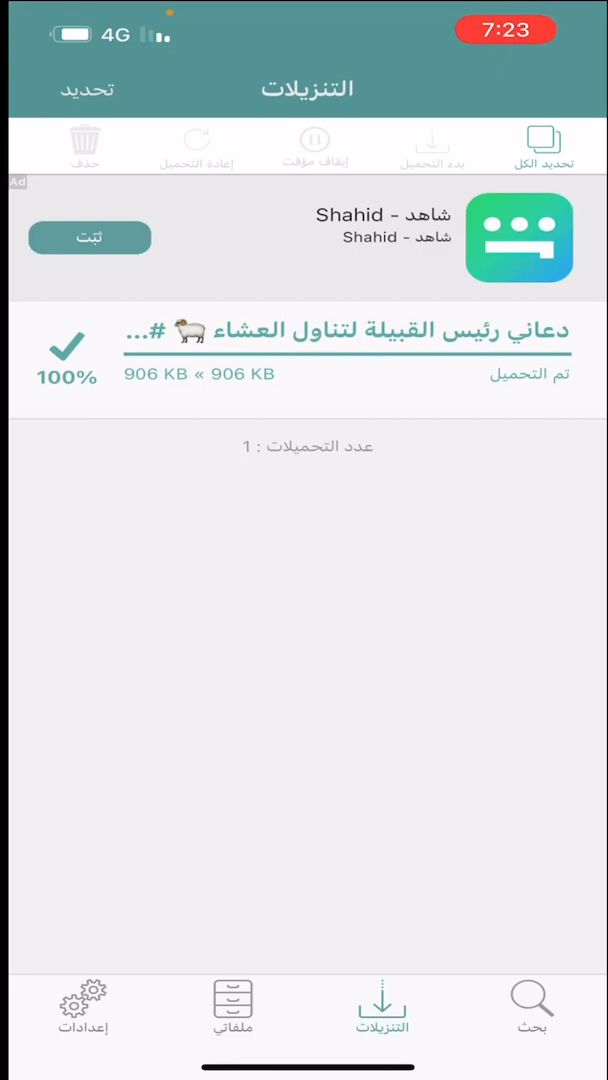 7:23
4G
التنزيلات
تحديد
تحديد الكل
بدء التحميل
إيقاف مؤقت
إعادة التحميل
حذف
Ad
شاهد - Shahid
شاهد - Shahid
ثبّت
دعاني رئيس القبيلة لتناول العشاء 🐏 #...
تم التحميل
906 KB « 906 KB
100%
عدد التحميلات : 1
بحث
التنزيلات
ملفاتي
إعدادات